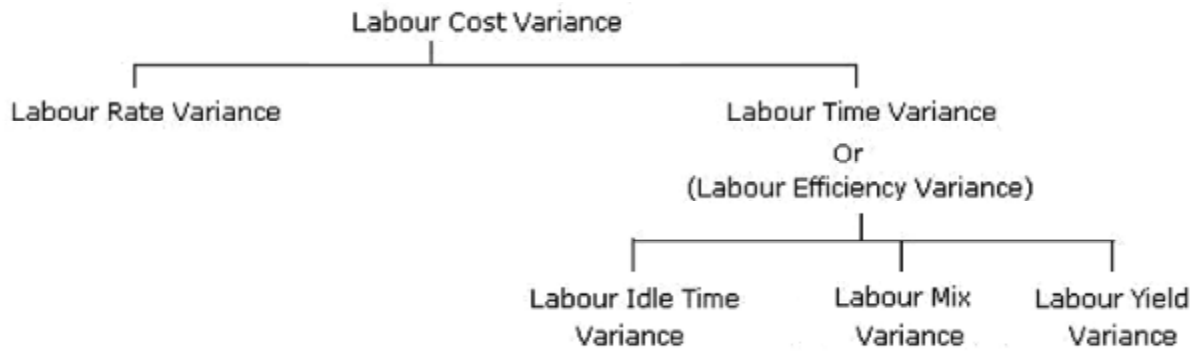 Labour Cost Variance
Labour Rate Variance
Labour Time Variance
Or
(Labour Efficiency Variance)
Labour Idle Time
Variance
Labour Mix
Variance
Labour Yield
Variance